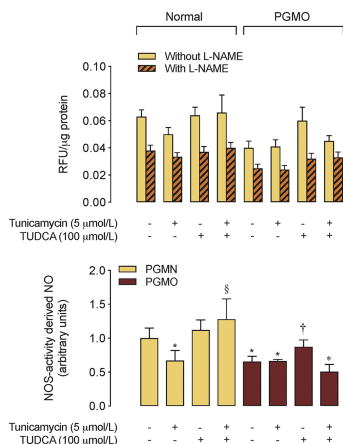 Normal PGMO
Without L-NAME
With L-NAME
RFU/μg protein
0.10
0.08
0.06
0.04
0.02
0.00
Tunicamycin (5 μmol/L) - + - + - + - +
TUDCA (100 μmol/L) - - + + - - + +
NOS-activity derived NO
(arbitrary units)
PGMN
PGMO
2.0
1.5
1.0
0.5
0.0
* § * * † *
Tunicamycin (5 μmol/L) - + - + - + - +
TUDCA (100 μmol/L) - - + + - - + +